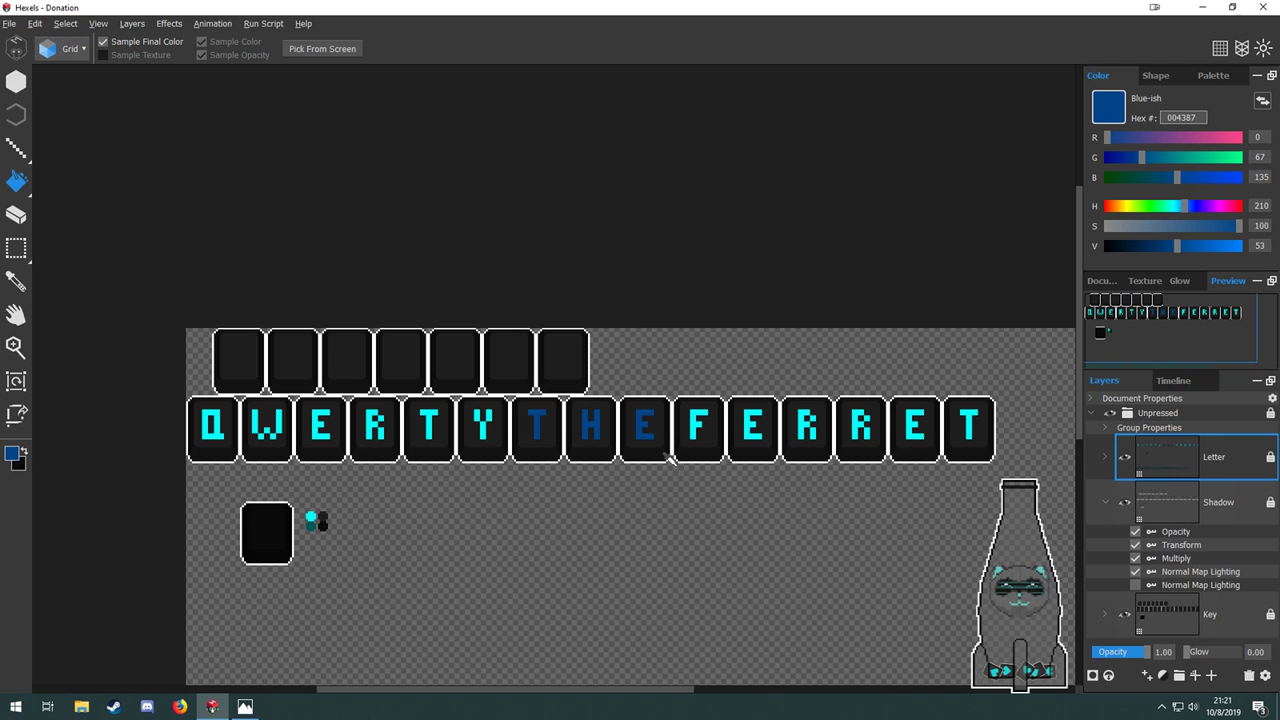 Hexels - Donation
File Edit Select View Layers Effects Animation Run Script Help
Grid
Sample Final Color
Sample Texture
Sample Color
Sample Opacity
Pick From Screen
Color Shape Palette
Blue-ish
Hex #: 004387
R 0
G 67
B 135
H 210
S 100
V 53
Docu... Texture Glow Preview
QWERTYTHEFERRET
Layers Timeline
Document Properties
Unpressed
Group Properties
Letter
Shadow
Opacity
Transform
Multiply
Normal Map Lighting
Normal Map Lighting
Key
Opacity 1.00 Glow 0.00
QWERTYTHEFERRET
21:21
10/8/2019
3